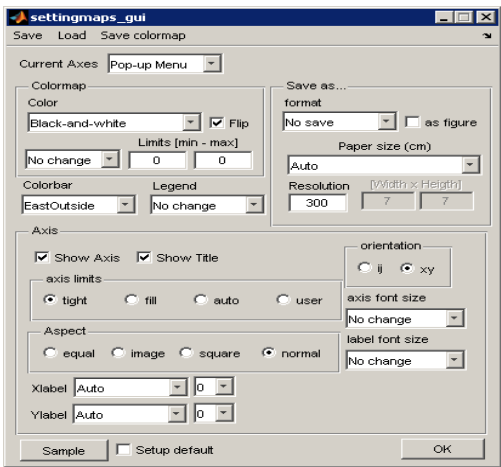 settingmaps_gui
Save Load Save colormap
Current Axes Pop-up Menu
Colormap
Color
Black-and-white Flip
Limits [min - max]
No change 0 0
Save as...
format
No save as figure
Paper size (cm)
Auto
Resolution [Width x Heigth]
300 7 7
Colorbar Legend
EastOutside No change
Axis
Show Axis Show Title
orientation
ij xy
axis limits
tight fill auto user
axis font size
No change
Aspect
equal image square normal
label font size
No change
Xlabel Auto 0
Ylabel Auto 0
Sample Setup default OK